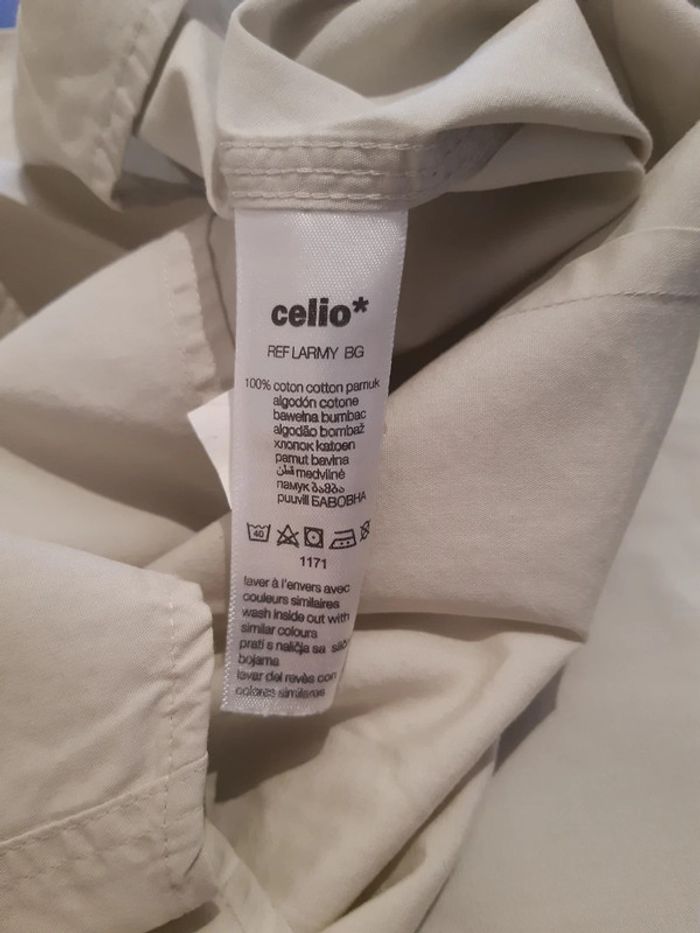 celio*
REF LARMY BG
100% coton cotton pamuk
algodón cotone
bawełna bumbac
algodão bombaž
хлопок katoen
pamut bavlna
قطن medvilnė
памук ბამბა
puuvill БАВОВНА
40
1171
laver à l'envers avec
couleurs similaires
wash inside out with
similar colours
prati s naličja sa
bojama
lavar del revés con
colores similares